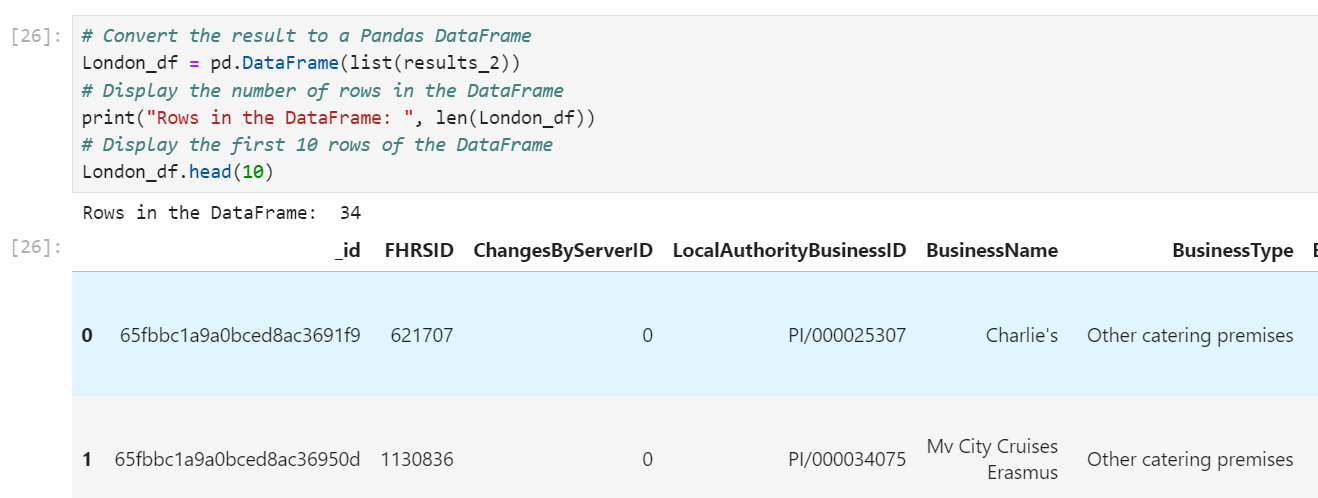 [26]: # Convert the result to a Pandas DataFrame
London_df = pd.DataFrame(list(results_2))
# Display the number of rows in the DataFrame
print("Rows in the DataFrame: ", len(London_df))
# Display the first 10 rows of the DataFrame
London_df.head(10)
Rows in the DataFrame:  34
[26]: _id FHRSID ChangesByServerID LocalAuthorityBusinessID BusinessName BusinessType
0 65fbbc1a9a0bced8ac3691f9 621707 0 PI/000025307 Charlie's Other catering premises
Mv City Cruises
1 65fbbc1a9a0bced8ac36950d 1130836 0 PI/000034075 Other catering premises
Erasmus